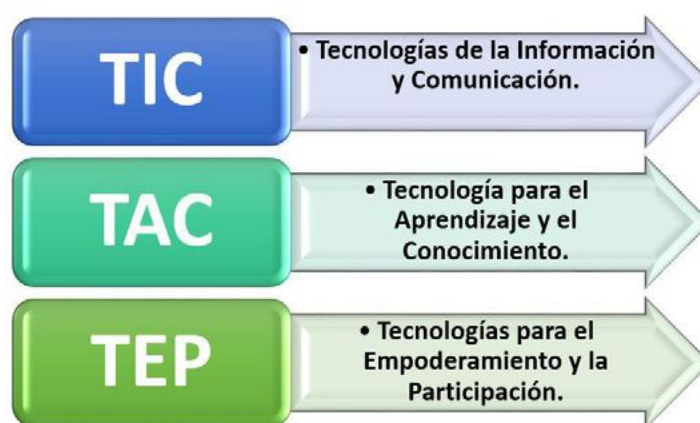 TIC
• Tecnologías de la Información
y Comunicación.
TAC
• Tecnología para el
Aprendizaje y el
Conocimiento.
TEP
• Tecnologías para el
Empoderamiento y la
Participación.